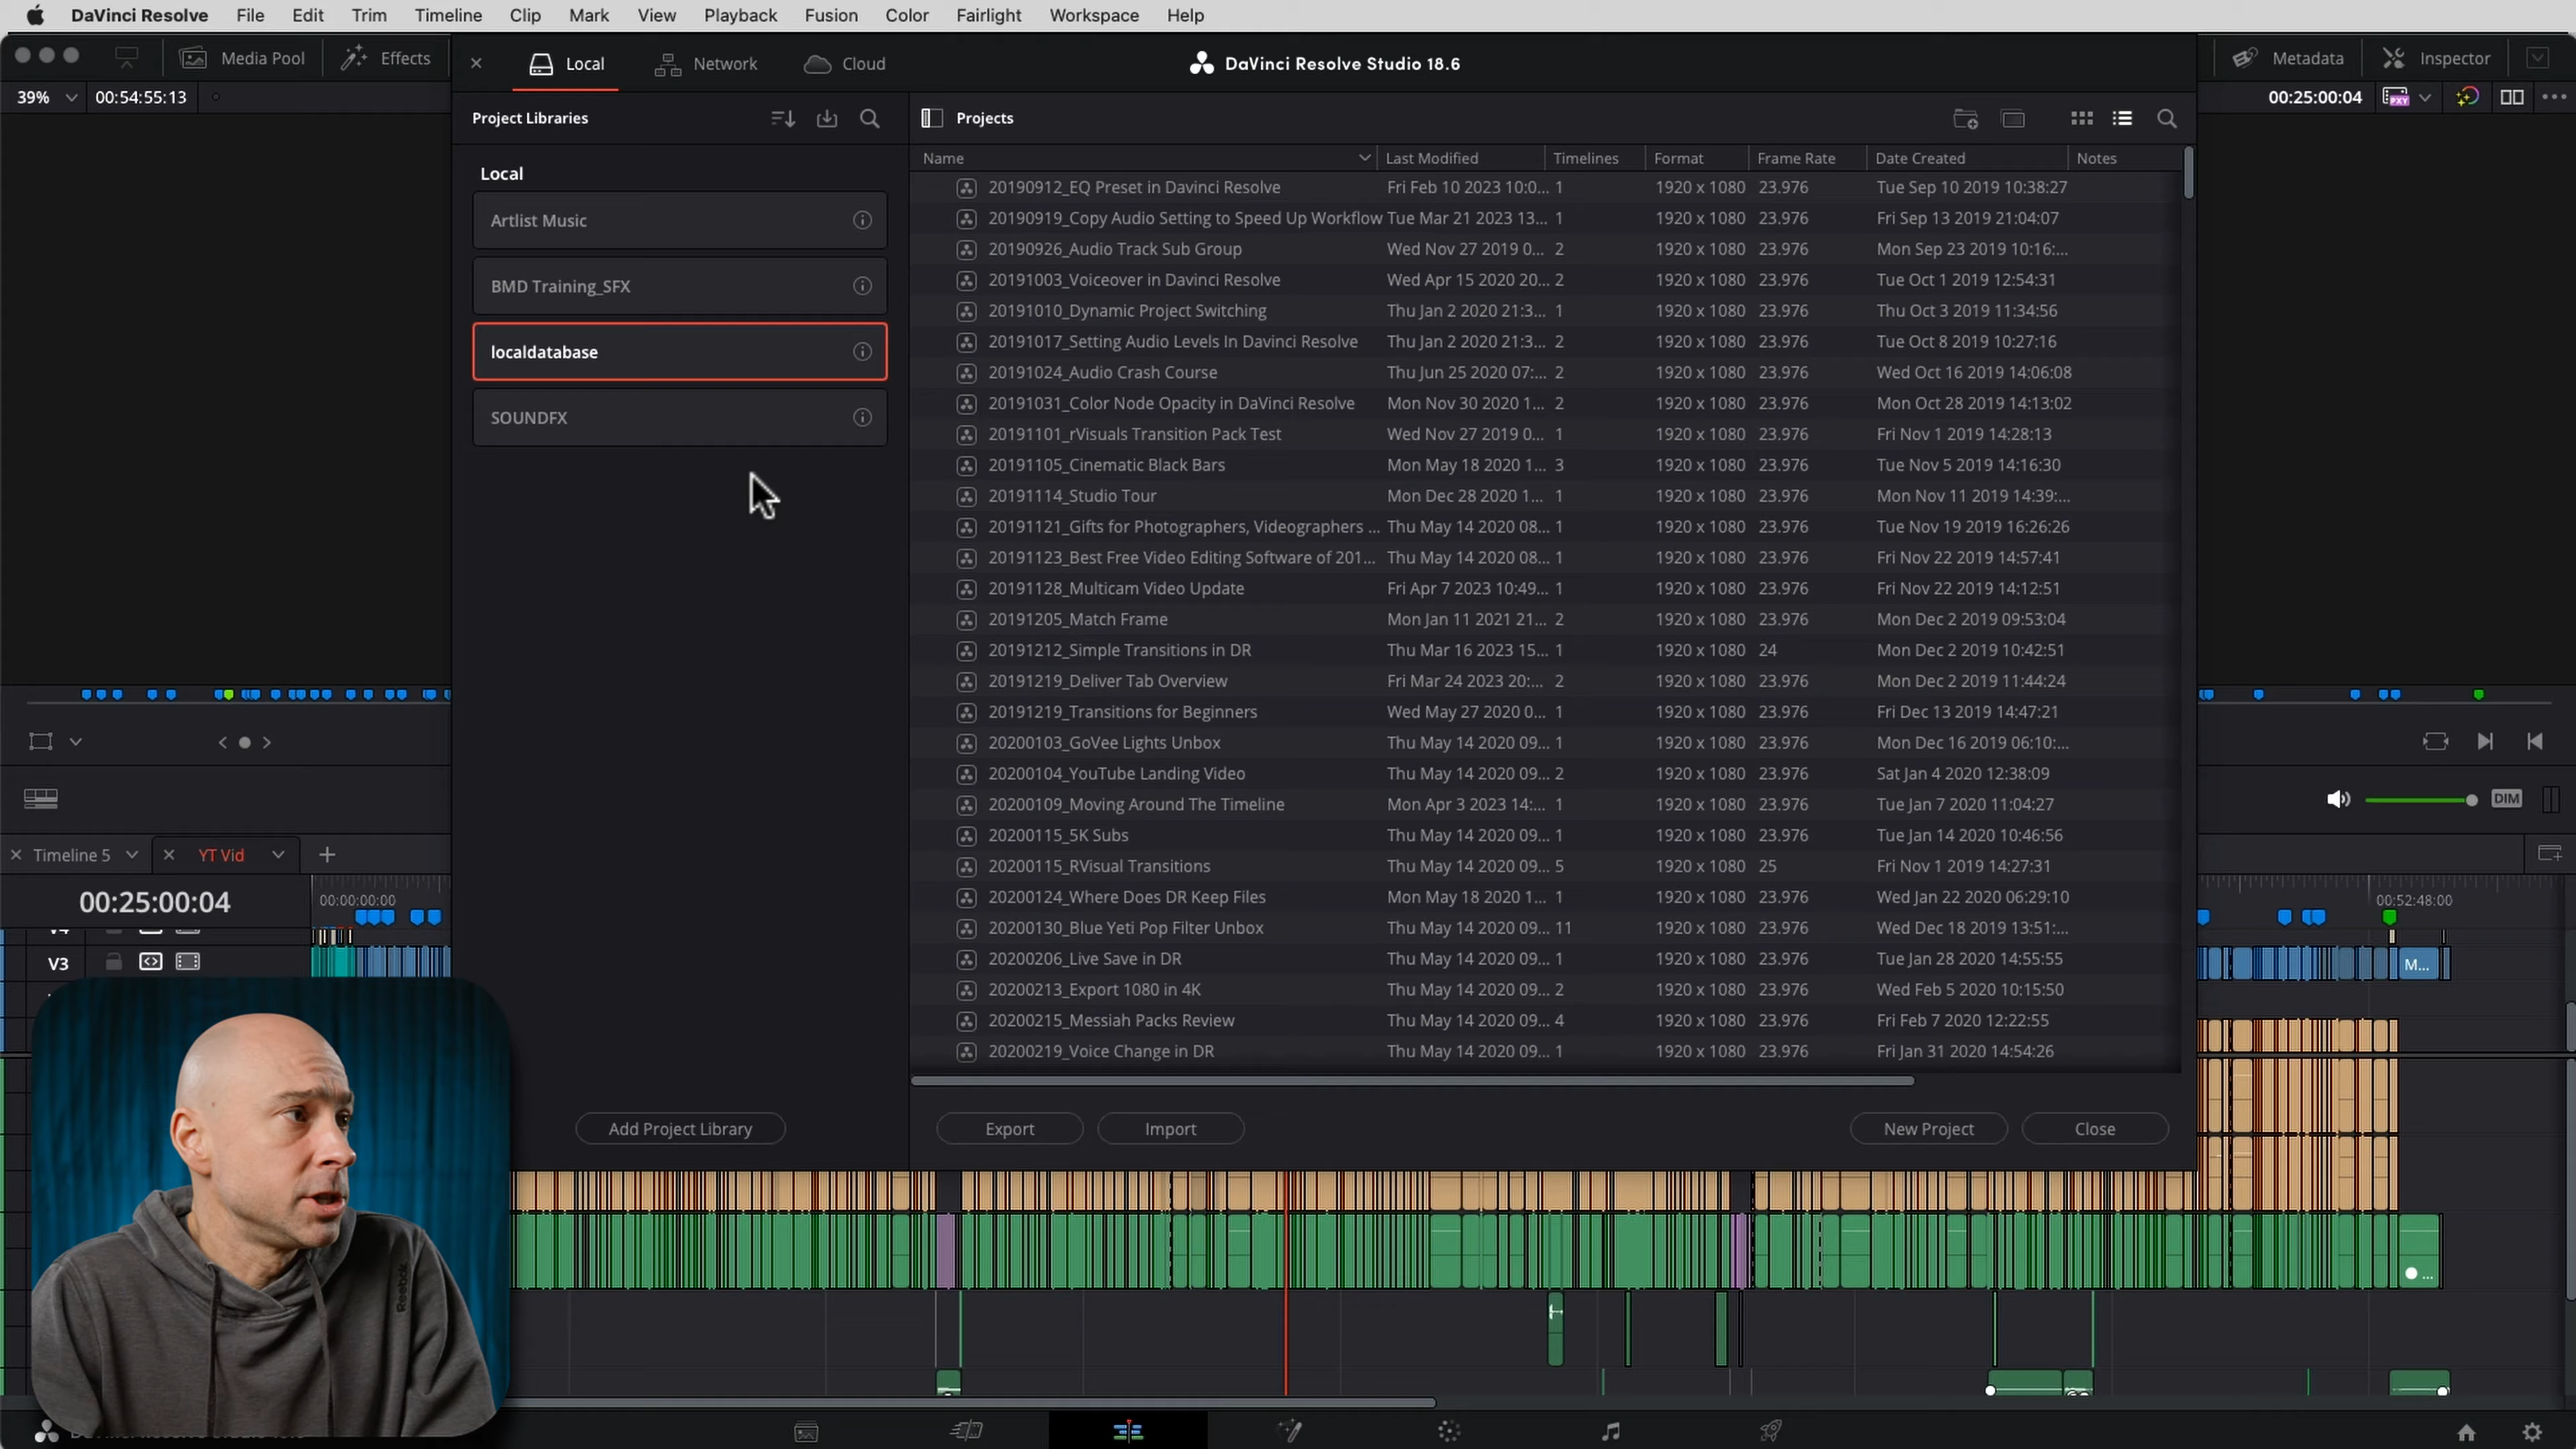 DaVinci Resolve File Edit Trim Timeline Clip Mark View Playback Fusion Color Fairlight Workspace Help
Media Pool Effects Local Network Cloud DaVinci Resolve Studio 18.6 Metadata Inspector
39% 00:54:55:13 00:25:00:04 PXY
Project Libraries
Projects
Local
Artlist Music
BMD Training_SFX
localdatabase
SOUNDFX
Add Project Library
Name Last Modified Timelines Format Frame Rate Date Created Notes
20190912_EQ Preset in Davinci Resolve Fri Feb 10 2023 10:0... 1 1920 x 1080 23.976 Tue Sep 10 2019 10:38:27
20190919_Copy Audio Setting to Speed Up Workflow Tue Mar 21 2023 13... 1 1920 x 1080 23.976 Fri Sep 13 2019 21:04:07
20190926_Audio Track Sub Group Wed Nov 27 2019 0... 2 1920 x 1080 23.976 Mon Sep 23 2019 10:16:...
20191003_Voiceover in Davinci Resolve Wed Apr 15 2020 20... 2 1920 x 1080 23.976 Tue Oct 1 2019 12:54:31
20191010_Dynamic Project Switching Thu Jan 2 2020 21:3... 1 1920 x 1080 23.976 Thu Oct 3 2019 11:34:56
20191017_Setting Audio Levels In Davinci Resolve Thu Jan 2 2020 21:3... 2 1920 x 1080 23.976 Tue Oct 8 2019 10:27:16
20191024_Audio Crash Course Thu Jun 25 2020 07:... 2 1920 x 1080 23.976 Wed Oct 16 2019 14:06:08
20191031_Color Node Opacity in DaVinci Resolve Mon Nov 30 2020 1... 2 1920 x 1080 23.976 Mon Oct 28 2019 14:13:02
20191101_rVisuals Transition Pack Test Wed Nov 27 2019 0... 1 1920 x 1080 23.976 Fri Nov 1 2019 14:28:13
20191105_Cinematic Black Bars Mon May 18 2020 1... 3 1920 x 1080 23.976 Tue Nov 5 2019 14:16:30
20191114_Studio Tour Mon Dec 28 2020 1... 1 1920 x 1080 23.976 Mon Nov 11 2019 14:39:...
20191121_Gifts for Photographers, Videographers ... Thu May 14 2020 08... 1 1920 x 1080 23.976 Tue Nov 19 2019 16:26:26
20191123_Best Free Video Editing Software of 201... Thu May 14 2020 08... 1 1920 x 1080 23.976 Fri Nov 22 2019 14:57:41
20191128_Multicam Video Update Fri Apr 7 2023 10:49... 1 1920 x 1080 23.976 Fri Nov 22 2019 14:12:51
20191205_Match Frame Mon Jan 11 2021 21... 2 1920 x 1080 23.976 Mon Dec 2 2019 09:53:04
20191212_Simple Transitions in DR Thu Mar 16 2023 15... 1 1920 x 1080 24 Mon Dec 2 2019 10:42:51
20191219_Deliver Tab Overview Fri Mar 24 2023 20:... 2 1920 x 1080 23.976 Mon Dec 2 2019 11:44:24
20191219_Transitions for Beginners Wed May 27 2020 0... 1 1920 x 1080 23.976 Fri Dec 13 2019 14:47:21
20200103_GoVee Lights Unbox Thu May 14 2020 09... 1 1920 x 1080 23.976 Mon Dec 16 2019 06:10:...
20200104_YouTube Landing Video Thu May 14 2020 09... 2 1920 x 1080 23.976 Sat Jan 4 2020 12:38:09
20200109_Moving Around The Timeline Mon Apr 3 2023 14:... 1 1920 x 1080 23.976 Tue Jan 7 2020 11:04:27
20200115_5K Subs Thu May 14 2020 09... 1 1920 x 1080 23.976 Tue Jan 14 2020 10:46:56
20200115_RVisual Transitions Thu May 14 2020 09... 5 1920 x 1080 25 Fri Nov 1 2019 14:27:31
20200124_Where Does DR Keep Files Mon May 18 2020 1... 1 1920 x 1080 23.976 Wed Jan 22 2020 06:29:10
20200130_Blue Yeti Pop Filter Unbox Thu May 14 2020 09... 11 1920 x 1080 23.976 Wed Dec 18 2019 13:51:...
20200206_Live Save in DR Thu May 14 2020 09... 1 1920 x 1080 23.976 Tue Jan 28 2020 14:55:55
20200213_Export 1080 in 4K Thu May 14 2020 09... 2 1920 x 1080 23.976 Wed Feb 5 2020 10:15:50
20200215_Messiah Packs Review Thu May 14 2020 09... 4 1920 x 1080 23.976 Fri Feb 7 2020 12:22:55
20200219_Voice Change in DR Thu May 14 2020 09... 1 1920 x 1080 23.976 Fri Jan 31 2020 14:54:26
Export Import New Project Close
DIM
Timeline 5 YT Vid
00:25:00:04 00:00:00:00 00:52:48:00
V3
M...
Reebok